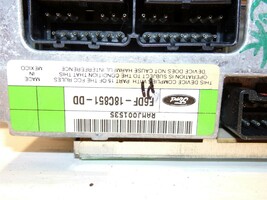 THIS DEVICE COMPLIES WITH PART 15 OF THE FCC RULES
OPERATION IS SUBJECT TO THE CONDITION THAT THIS
DEVICE DOES NOT CAUSE HARMFUL INTERFERENCE
MADE
IN
MEXICO
Ford
F6DF-18C851-DD
RAMJ001535